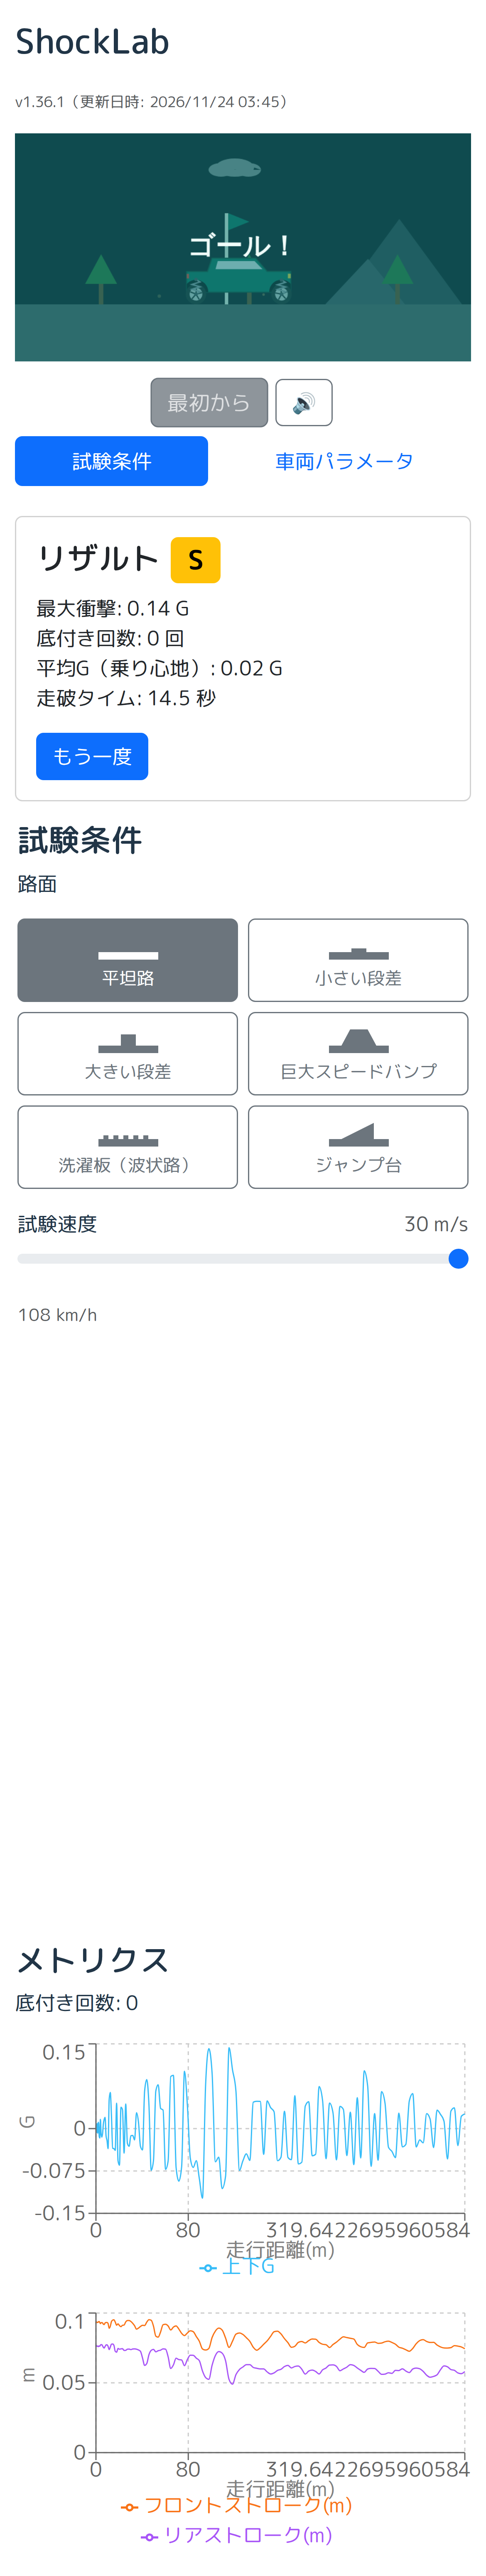 ShockLab
v1.36.1（更新日時: 2026/11/24 03:45）
ゴール！
最初から
試験条件 車両パラメータ
リザルト S
最大衝撃: 0.14 G
底付き回数: 0 回
平均G（乗り心地）: 0.02 G
走破タイム: 14.5 秒
もう一度
試験条件
路面
平坦路 小さい段差
大きい段差 巨大スピードバンプ
洗濯板（波状路） ジャンプ台
試験速度 30 m/s
108 km/h
メトリクス
底付き回数: 0
0.15
G
0
-0.075
-0.15
0 80 319.6422695960584
走行距離(m)
上下G
0.1
m
0.05
0
0 80 319.6422695960584
走行距離(m)
フロントストローク(m)
リアストローク(m)